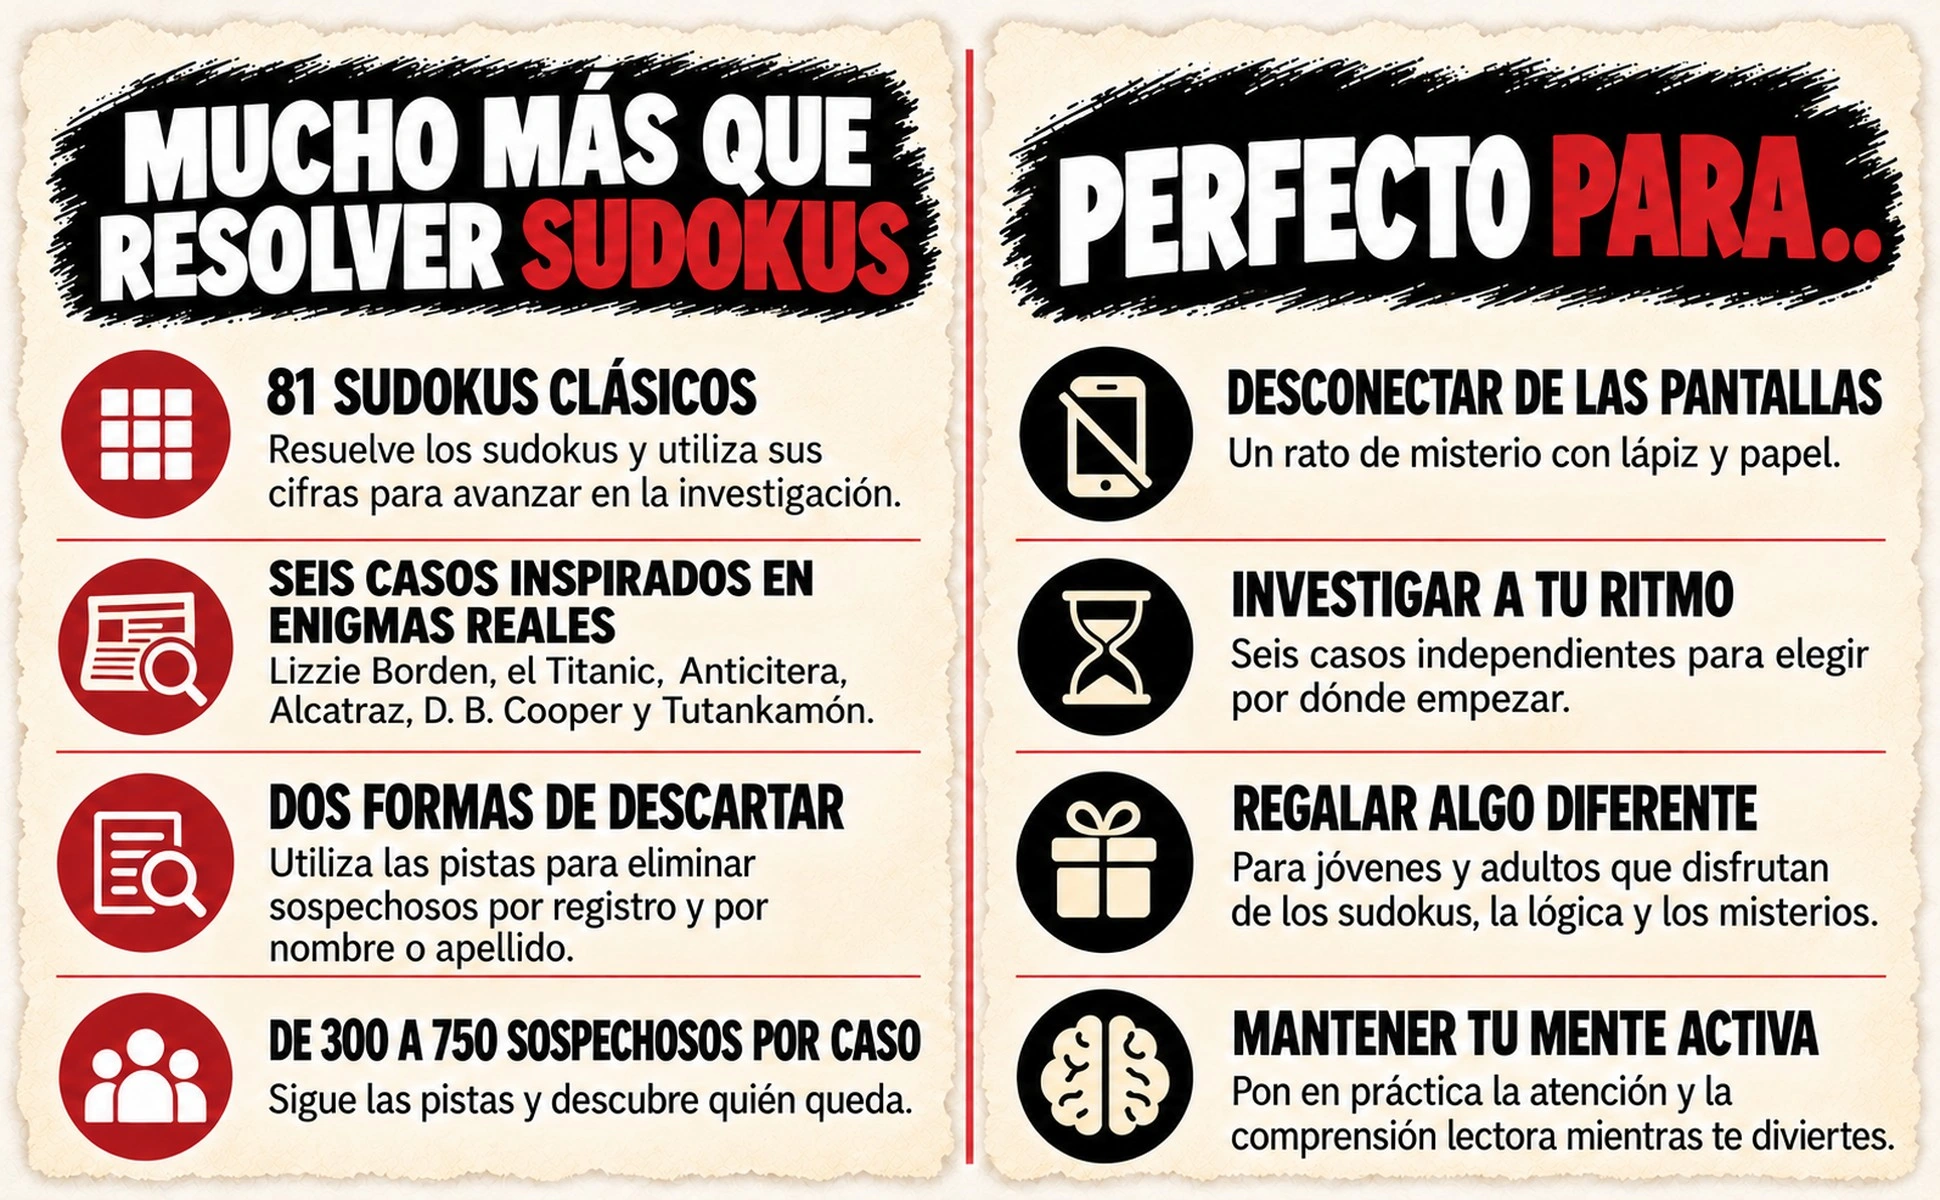 MUCHO MÁS QUE
RESOLVER SUDOKUS
81 SUDOKUS CLÁSICOS
Resuelve los sudokus y utiliza sus
cifras para avanzar en la investigación.
SEIS CASOS INSPIRADOS EN
ENIGMAS REALES
Lizzie Borden, el Titanic, Anticitera,
Alcatraz, D. B. Cooper y Tutankamón.
DOS FORMAS DE DESCARTAR
Utiliza las pistas para eliminar
sospechosos por registro y por
nombre o apellido.
DE 300 A 750 SOSPECHOSOS POR CASO
Sigue las pistas y descubre quién queda.
PERFECTO PARA..
DESCONECTAR DE LAS PANTALLAS
Un rato de misterio con lápiz y papel.
INVESTIGAR A TU RITMO
Seis casos independientes para elegir
por dónde empezar.
REGALAR ALGO DIFERENTE
Para jóvenes y adultos que disfrutan
de los sudokus, la lógica y los misterios.
MANTENER TU MENTE ACTIVA
Pon en práctica la atención y la
comprensión lectora mientras te diviertes.